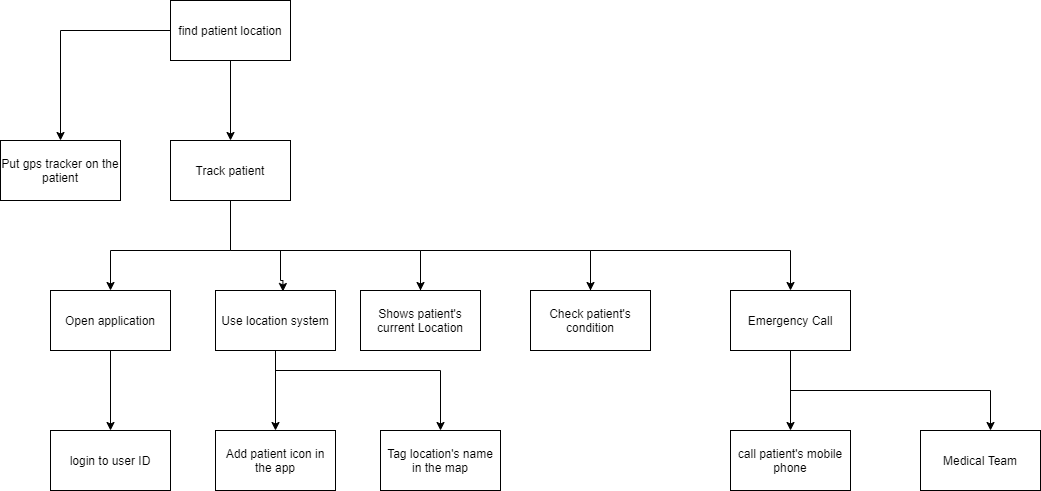 find patient location
Put gps tracker on the
patient
Track patient
Open application
Use location system
Shows patient's
current Location
Check patient's
condition
Emergency Call
login to user ID
Add patient icon in
the app
Tag location's name
in the map
call patient's mobile
phone
Medical Team